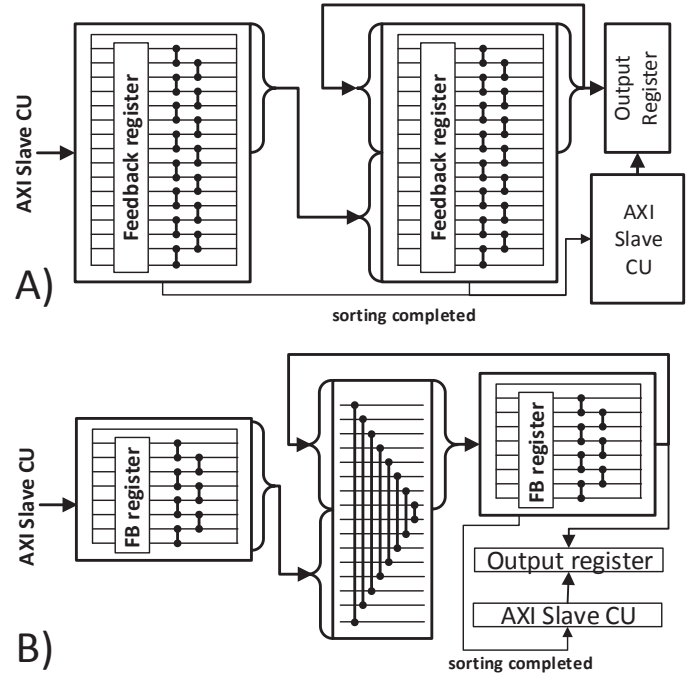 AXI Slave CU
Feedback register
Feedback register
Output
Register
AXI
Slave
CU
A)
sorting completed
AXI Slave CU
FB register
FB register
Output register
AXI Slave CU
B)
sorting completed